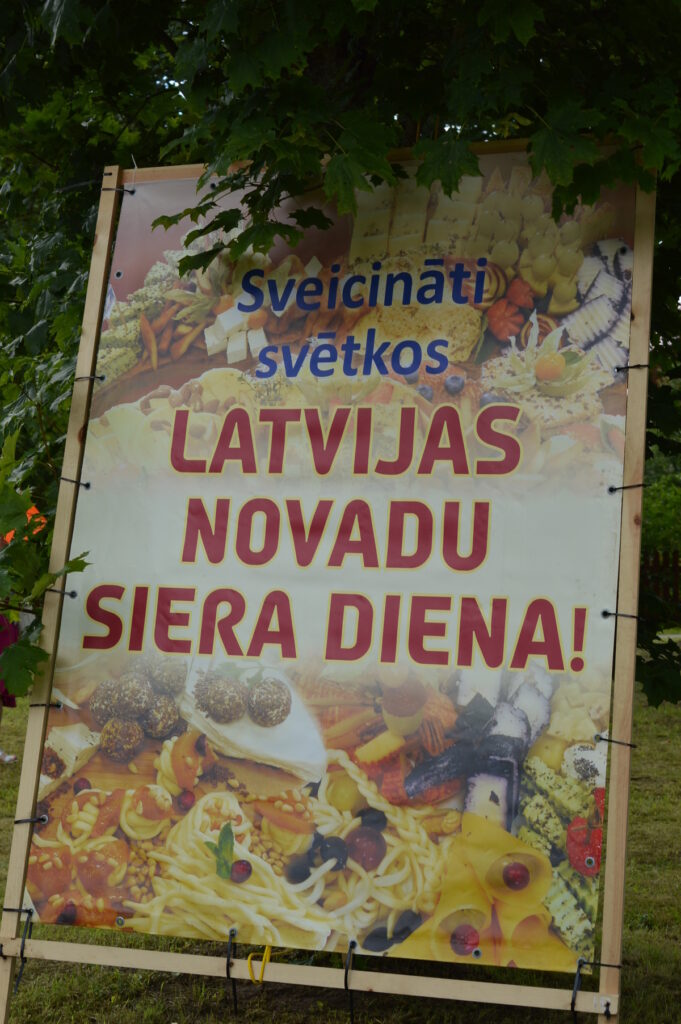 Sveicināti
svētkos
LATVIJAS
NOVADU
SIERA DIENA!